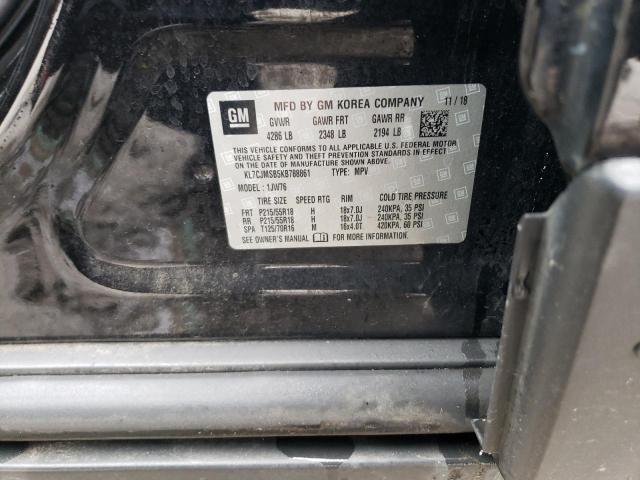 GM
MFD BY GM KOREA COMPANY 11 / 18
GVWR GAWR FRT GAWR RR
4286 LB 2348 LB 2194 LB
THIS VEHICLE CONFORMS TO ALL APPLICABLE U.S. FEDERAL MOTOR
VEHICLE SAFETY AND THEFT PREVENTION STANDARDS IN
EFFECT ON THE DATE OF MANUFACTURE SHOWN ABOVE.
KL7CJMSB5KB788861 TYPE: MPV
MODEL : 1JW76
TIRE SIZE SPEED RTG RIM COLD TIRE PRESSURE
FRT P215/55R18 H 18x7.0J 240KPA, 35 PSI
RR P215/55R18 H 18x7.0J 240KPA, 35 PSI
SPA T125/70R16 M 16x4.0T 420KPA, 60 PSI
SEE OWNER'S MANUAL FOR MORE INFORMATION.